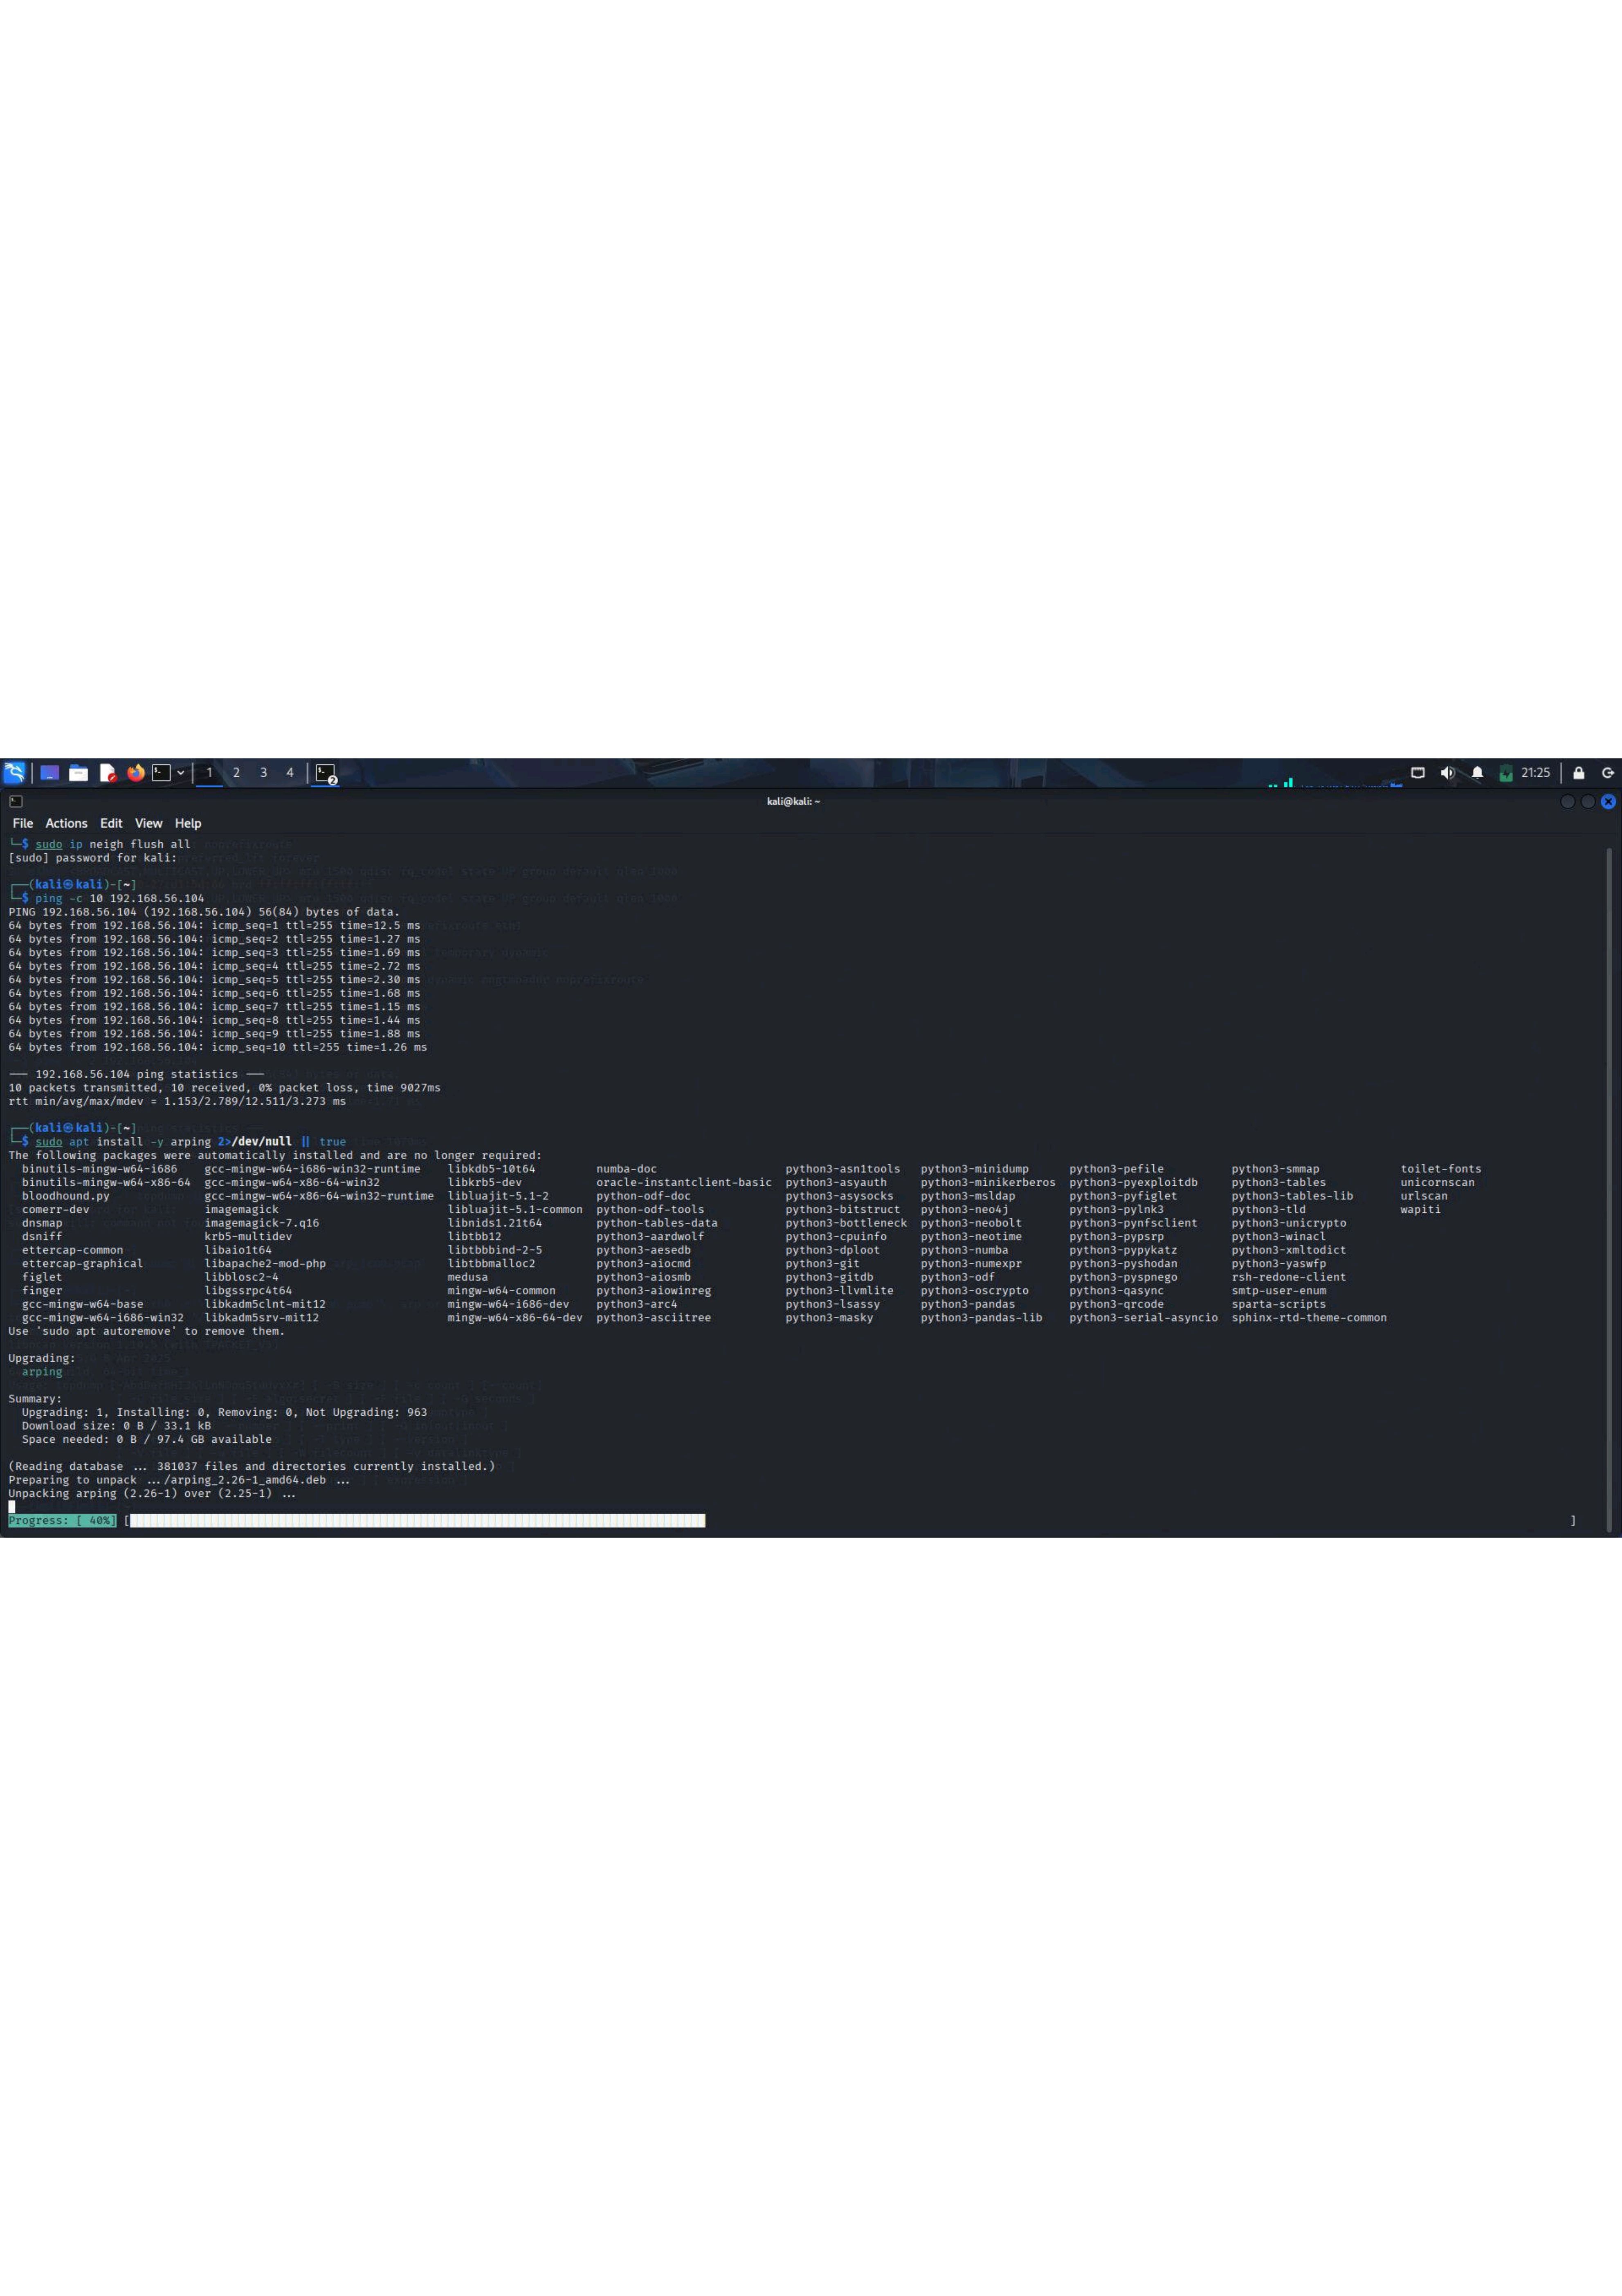 1 2 3 4 2 21:25
kali@kali: ~
File Actions Edit View Help
└─$ sudo ip neigh flush all
[sudo] password for kali:
┌──(kali㉿kali)-[~]
└─$ ping -c 10 192.168.56.104
PING 192.168.56.104 (192.168.56.104) 56(84) bytes of data.
64 bytes from 192.168.56.104: icmp_seq=1 ttl=255 time=12.5 ms
64 bytes from 192.168.56.104: icmp_seq=2 ttl=255 time=1.27 ms
64 bytes from 192.168.56.104: icmp_seq=3 ttl=255 time=1.69 ms
64 bytes from 192.168.56.104: icmp_seq=4 ttl=255 time=2.72 ms
64 bytes from 192.168.56.104: icmp_seq=5 ttl=255 time=2.30 ms
64 bytes from 192.168.56.104: icmp_seq=6 ttl=255 time=1.68 ms
64 bytes from 192.168.56.104: icmp_seq=7 ttl=255 time=1.15 ms
64 bytes from 192.168.56.104: icmp_seq=8 ttl=255 time=1.44 ms
64 bytes from 192.168.56.104: icmp_seq=9 ttl=255 time=1.88 ms
64 bytes from 192.168.56.104: icmp_seq=10 ttl=255 time=1.26 ms
── 192.168.56.104 ping statistics ──
10 packets transmitted, 10 received, 0% packet loss, time 9027ms
rtt min/avg/max/mdev = 1.153/2.789/12.511/3.273 ms
┌──(kali㉿kali)-[~]
└─$ sudo apt install -y arping 2>/dev/null || true
The following packages were automatically installed and are no longer required:
binutils-mingw-w64-i686 gcc-mingw-w64-i686-win32-runtime libkdb5-10t64 numba-doc python3-asn1tools python3-minidump python3-pefile python3-smmap toilet-fonts
binutils-mingw-w64-x86-64 gcc-mingw-w64-x86-64-win32 libkrb5-dev oracle-instantclient-basic python3-asyauth python3-minikerberos python3-pyexploitdb python3-tables unicornscan
bloodhound.py gcc-mingw-w64-x86-64-win32-runtime libluajit-5.1-2 python-odf-doc python3-asysocks python3-msldap python3-pyfiglet python3-tables-lib urlscan
comerr-dev imagemagick libluajit-5.1-common python-odf-tools python3-bitstruct python3-neo4j python3-pylnk3 python3-tld wapiti
dnsmap imagemagick-7.q16 libnids1.21t64 python-tables-data python3-bottleneck python3-neobolt python3-pynfsclient python3-unicrypto
dsniff krb5-multidev libtbb12 python3-aardwolf python3-cpuinfo python3-neotime python3-pypsrp python3-winacl
ettercap-common libaio1t64 libtbbbind-2-5 python3-aesedb python3-dploot python3-numba python3-pypykatz python3-xmltodict
ettercap-graphical libapache2-mod-php libtbbmalloc2 python3-aiocmd python3-git python3-numexpr python3-pyshodan python3-yaswfp
figlet libblosc2-4 medusa python3-aiosmb python3-gitdb python3-odf python3-pyspnego rsh-redone-client
finger libgssrpc4t64 mingw-w64-common python3-aiowinreg python3-llvmlite python3-oscrypto python3-qasync smtp-user-enum
gcc-mingw-w64-base libkadm5clnt-mit12 mingw-w64-i686-dev python3-arc4 python3-lsassy python3-pandas python3-qrcode sparta-scripts
gcc-mingw-w64-i686-win32 libkadm5srv-mit12 mingw-w64-x86-64-dev python3-asciitree python3-masky python3-pandas-lib python3-serial-asyncio sphinx-rtd-theme-common
Use 'sudo apt autoremove' to remove them.
Upgrading:
arping
Summary:
Upgrading: 1, Installing: 0, Removing: 0, Not Upgrading: 963
Download size: 0 B / 33.1 kB
Space needed: 0 B / 97.4 GB available
(Reading database ... 381037 files and directories currently installed.)
Preparing to unpack .../arping_2.26-1_amd64.deb ...
Unpacking arping (2.26-1) over (2.25-1) ...
Progress: [ 40%] [ ]